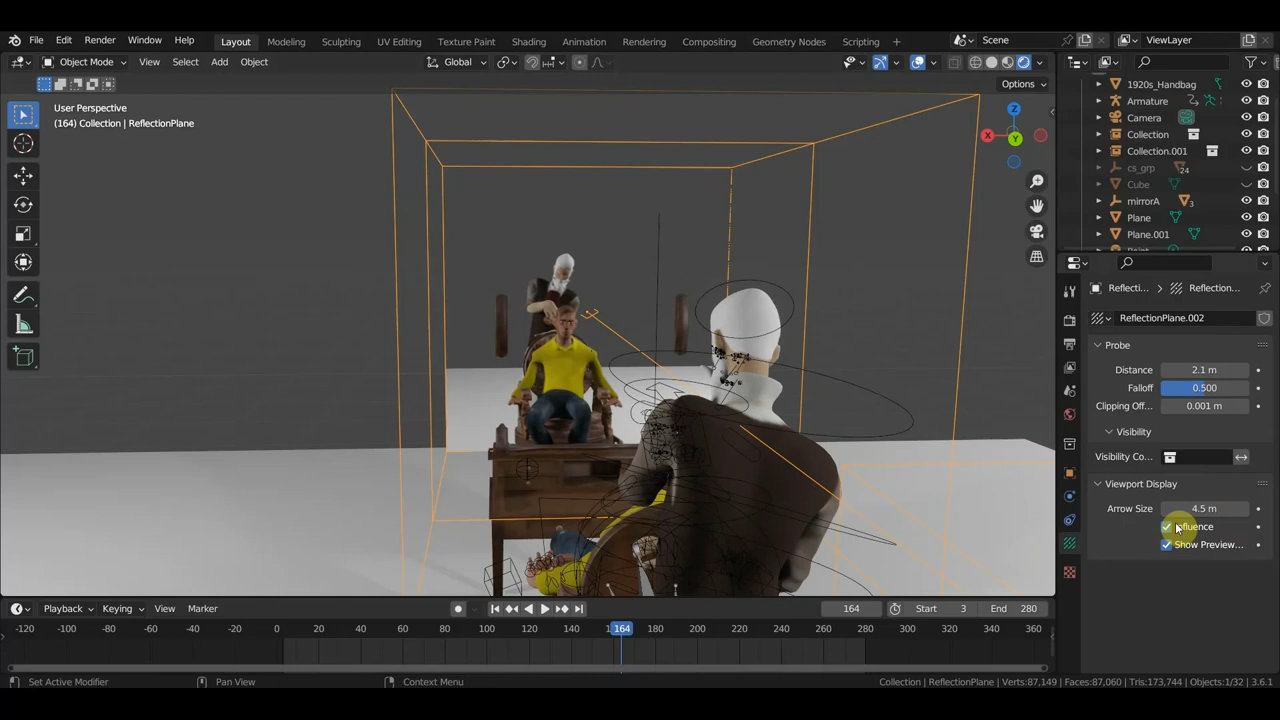 File Edit Render Window Help
Layout Modeling Sculpting UV Editing Texture Paint Shading Animation Rendering Compositing Geometry Nodes Scripting +
Scene
ViewLayer
Object Mode View Select Add Object
Global
Options
User Perspective
(164) Collection | ReflectionPlane
Z
X
Y
1920s_Handbag
Armature
Camera
Collection
Collection.001
cs_grp
24
Cube
mirrorA
3
Plane
Plane.001
Reflecti... > Reflection...
ReflectionPlane.002
Probe
Distance 2.1 m
Falloff 0.500
Clipping Off... 0.001 m
Visibility
Visibility Co...
Viewport Display
Arrow Size 4.5 m
Show Preview...
Playback Keying View Marker
164
Start 3
End 280
-120 -100 -80 -60 -40 -20 0 20 40 60 80 100 120 140 164 180 200 220 240 260 280 300 320 340 360
Set Active Modifier
Pan View
Context Menu
Collection | ReflectionPlane | Verts:87,149 | Faces:87,060 | Tris:173,744 | Objects:1/32 | 3.6.1